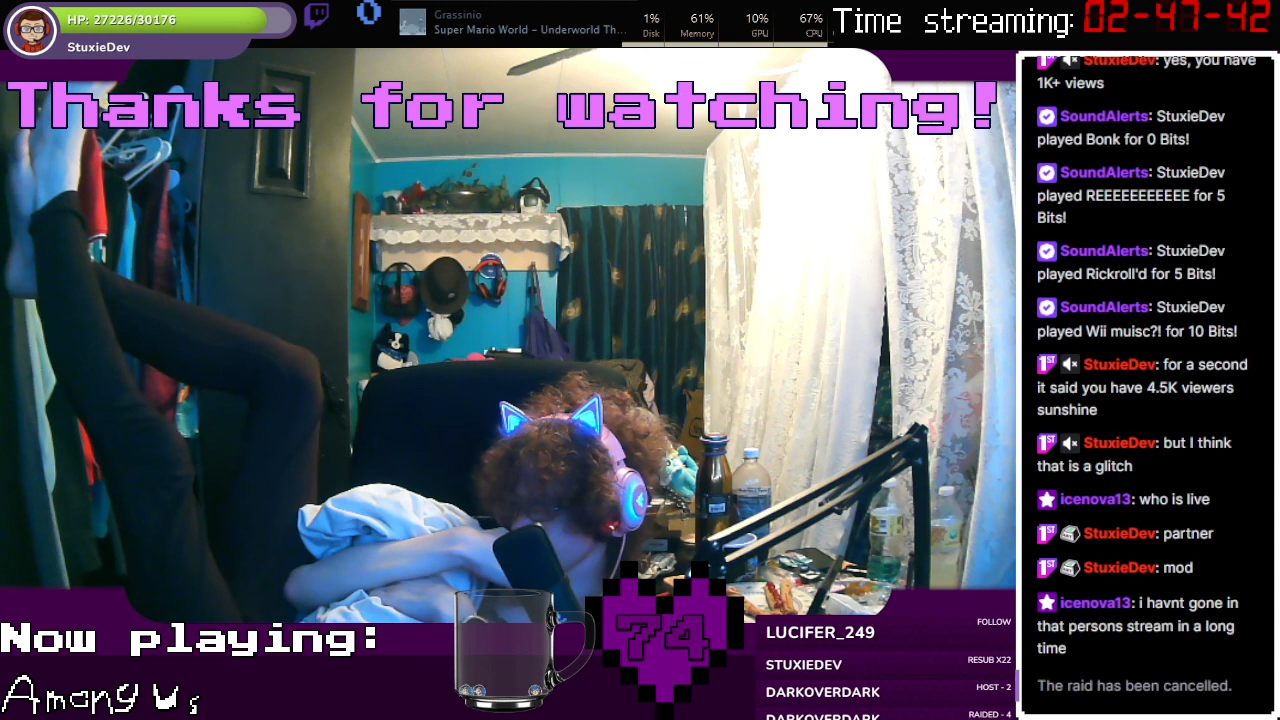 HP: 27226/30176
StuxieDev
Grassinio
Super Mario World - Underworld Th...
1% 61% 10% 67%
Disk Memory GPU CPU
Time streaming: 02-47-42
Thanks for watching!
StuxieDev: yes, you have
1K+ views
SoundAlerts: StuxieDev
played Bonk for 0 Bits!
SoundAlerts: StuxieDev
played REEEEEEEEEEE for 5
Bits!
SoundAlerts: StuxieDev
played Rickroll'd for 5 Bits!
SoundAlerts: StuxieDev
played Wii muisc?! for 10 Bits!
StuxieDev: for a second
it said you have 4.5K viewers
sunshine
StuxieDev: but I think
that is a glitch
icenova13: who is live
StuxieDev: partner
StuxieDev: mod
icenova13: i havnt gone in
that persons stream in a long
time
The raid has been cancelled.
Now playing:
Among Us
74
FOLLOW
LUCIFER_249
STUXIEDEV RESUB X22
DARKOVERDARK HOST - 2
DARKOVERDARK RAIDED - 4